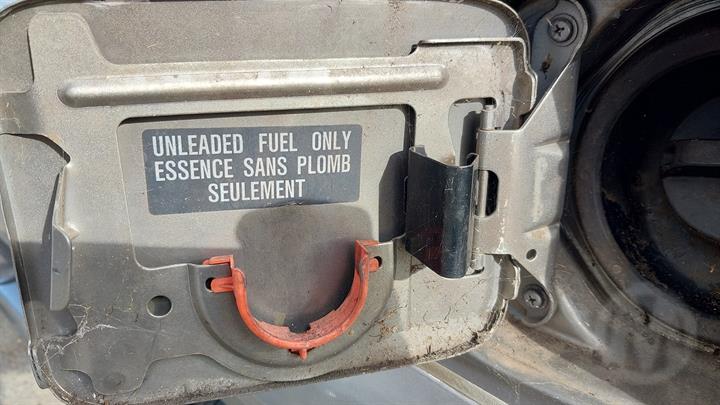 UNLEADED FUEL ONLY
ESSENCE SANS PLOMB
SEULEMENT